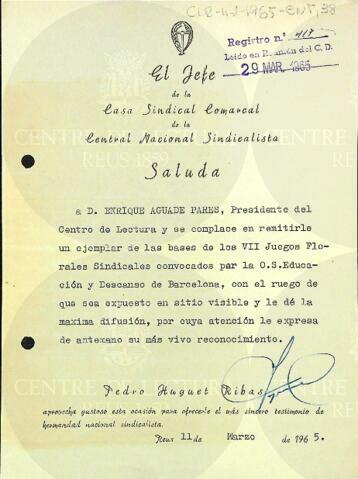 CLR-11-1-1965-ENT, 38
Registro n.º 417
Leído en Reunión del C.D.
29 MAR. 1965
El Jefe
de la
Casa Sindical Comarcal
de la
Central Nacional Sindicalista
Saluda
a D. ENRIQUE AGUADE PARES, Presidente del
Centro de Lectura y se complace en remitirle
un ejemplar de las bases de los VII Juegos Flo-
rales Sindicales convocados par la O.S.Educa-
ción y Descanso de Barcelona, con el ruego de
que sea expuesto en sitio visible y le dé la
maxima difusión, por cuya atención le expresa
de antemano su más vivo reconocimiento.
Pedro Huguet Ribas
aprovecha gustoso esta ocasión para ofrecerle el más sincero testimonio de
hermandad nacional sindicalista.
Reus 11 de Marzo de 1965.